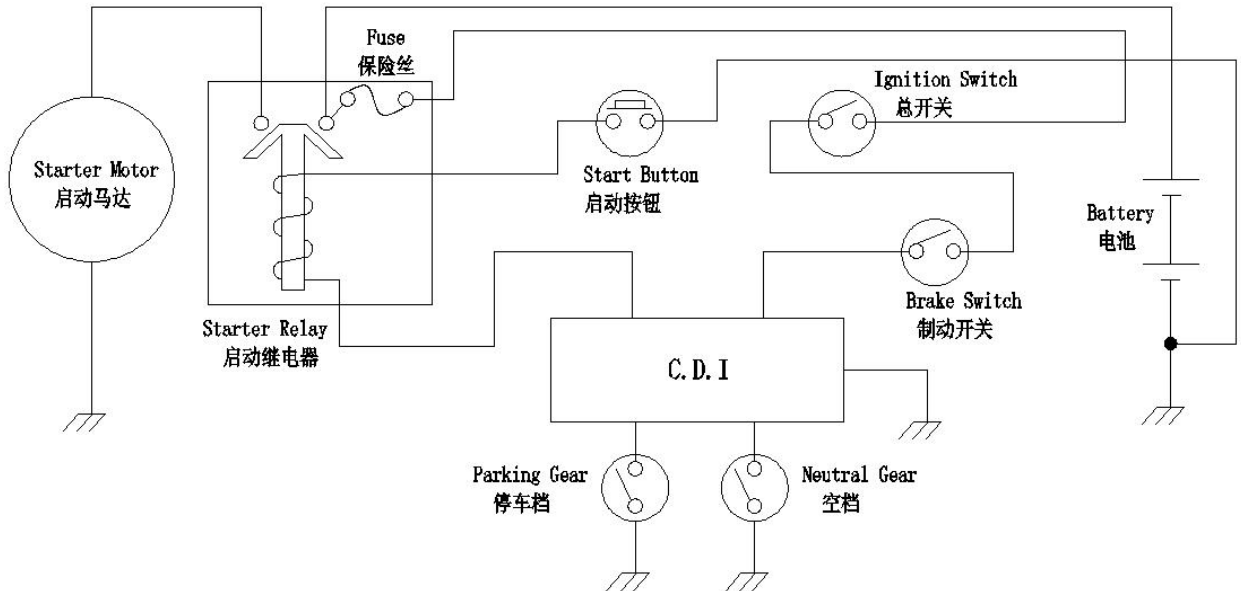 Fuse
保险丝
Ignition Switch
总开关
Starter Motor
启动马达
Start Button
启动按钮
Battery
电池
Brake Switch
制动开关
Starter Relay
启动继电器
C.D.I
Parking Gear
停车档
Neutral Gear
空档